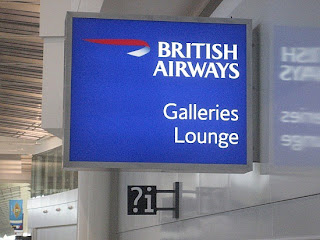 BRITISH
AIRWAYS
Galleries
Lounge
?i